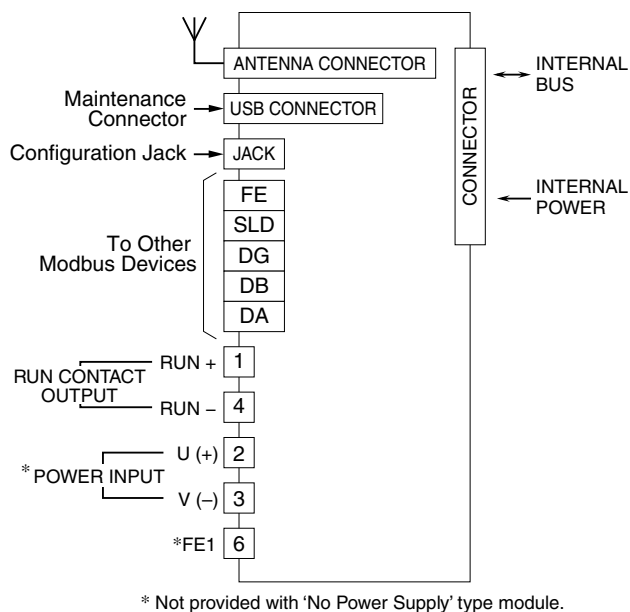 ANTENNA CONNECTOR
INTERNAL
BUS
Maintenance
Connector
USB CONNECTOR
CONNECTOR
Configuration Jack
JACK
INTERNAL
POWER
FE
SLD
To Other
Modbus Devices
DG
DB
DA
RUN +
1
RUN CONTACT
OUTPUT
RUN –
4
U (+)
2
*POWER INPUT
V (–)
3
*FE1
6
* Not provided with ‘No Power Supply’ type module.